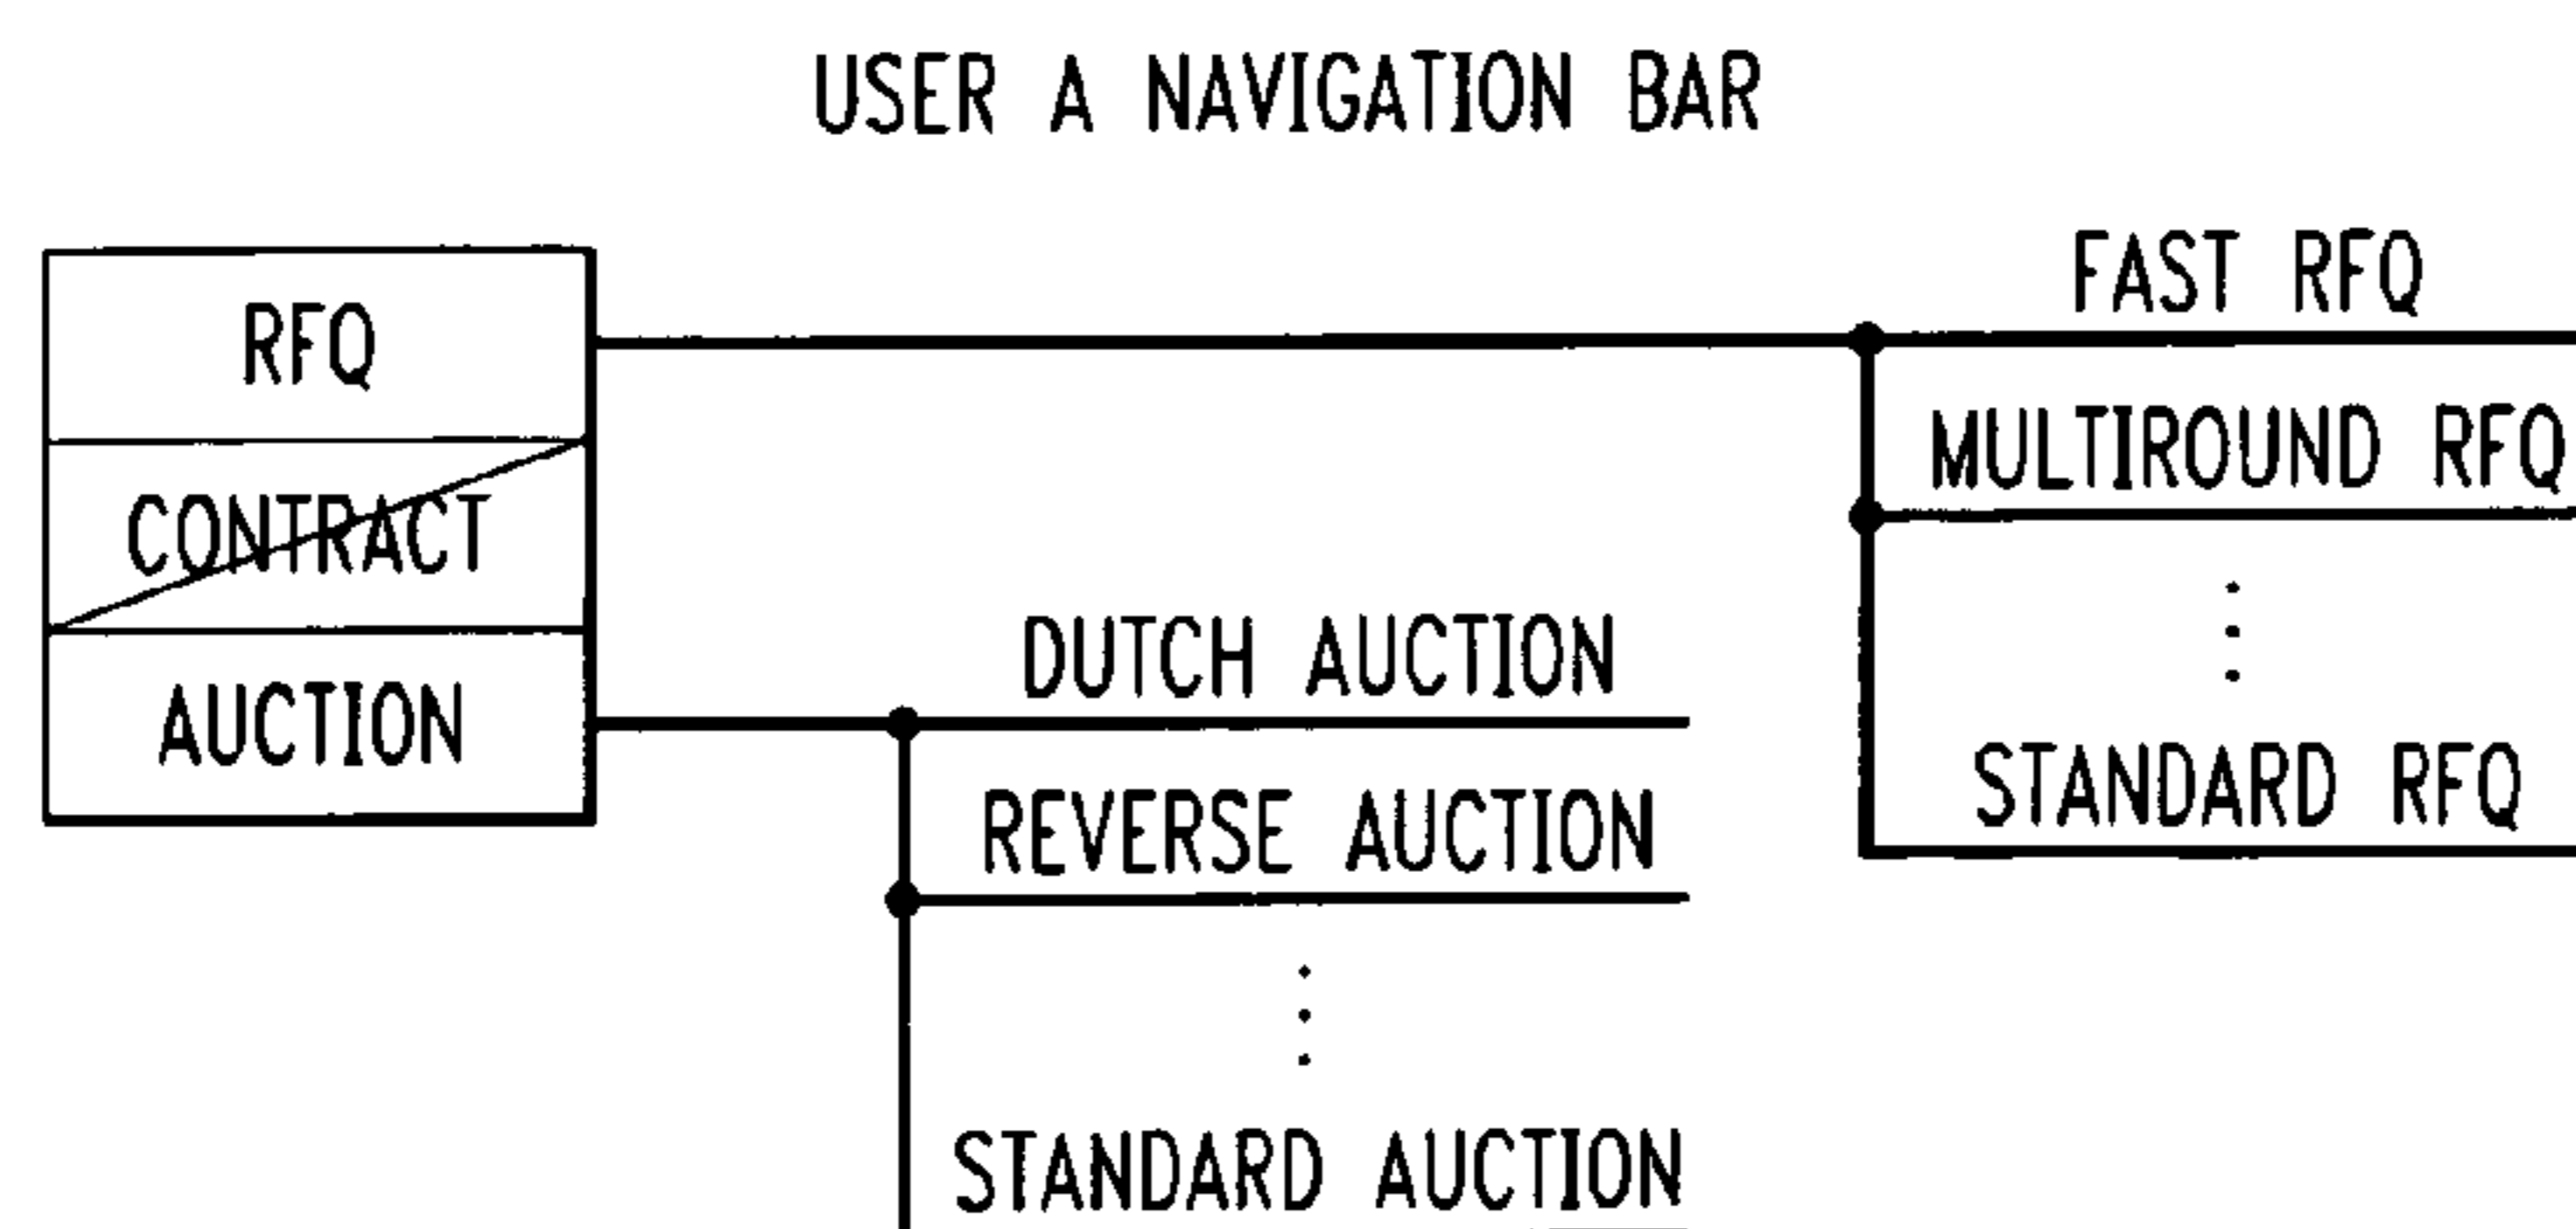 USER A NAVIGATION BAR
RFQ
CONTRACT
AUCTION
FAST RFQ
MULTIROUND RFQ
STANDARD RFQ
DUTCH AUCTION
REVERSE AUCTION
STANDARD AUCTION